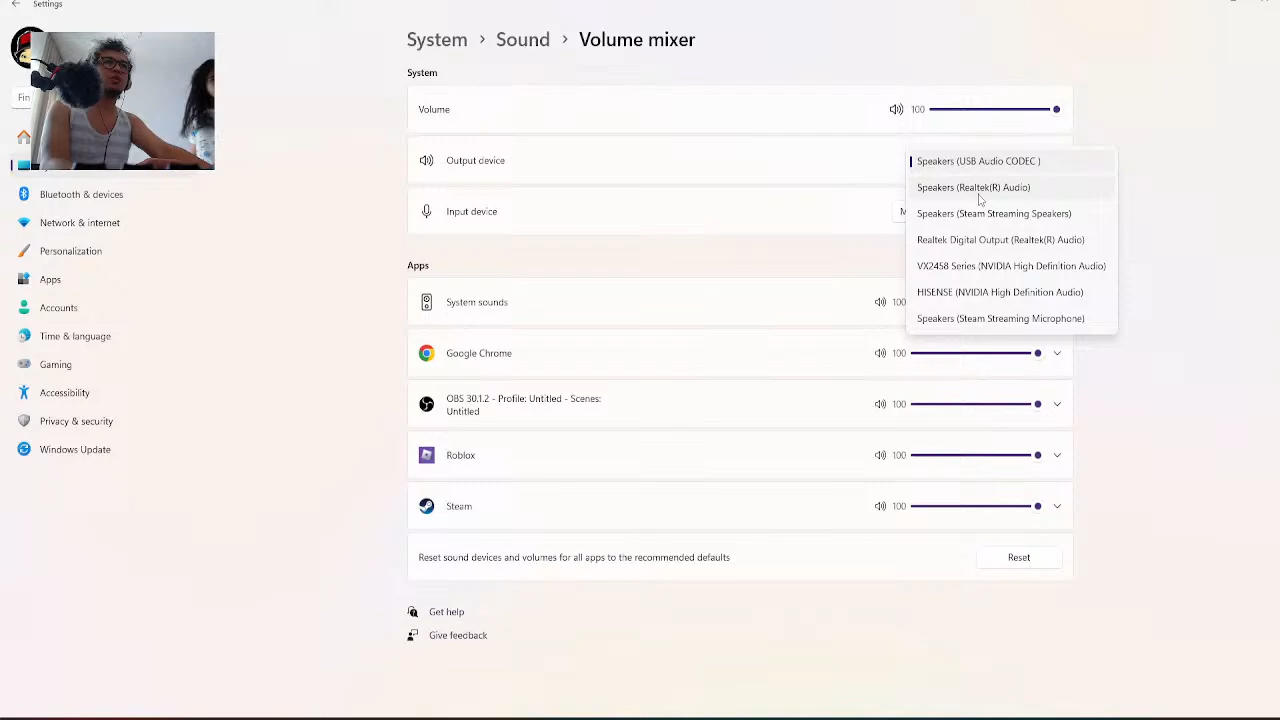 Settings
System > Sound > Volume mixer
System
Fin
Volume
100
Output device
Speakers (USB Audio CODEC )
Speakers (Realtek(R) Audio)
Speakers (Steam Streaming Speakers)
Realtek Digital Output (Realtek(R) Audio)
VX2458 Series (NVIDIA High Definition Audio)
HISENSE (NVIDIA High Definition Audio)
Speakers (Steam Streaming Microphone)
Input device
M
Bluetooth & devices
Network & internet
Personalization
Apps
Accounts
Time & language
Gaming
Accessibility
Privacy & security
Windows Update
Apps
System sounds
100
Google Chrome
100
OBS 30.1.2 - Profile: Untitled - Scenes:
Untitled
100
Roblox
100
Steam
100
Reset sound devices and volumes for all apps to the recommended defaults
Reset
Get help
Give feedback